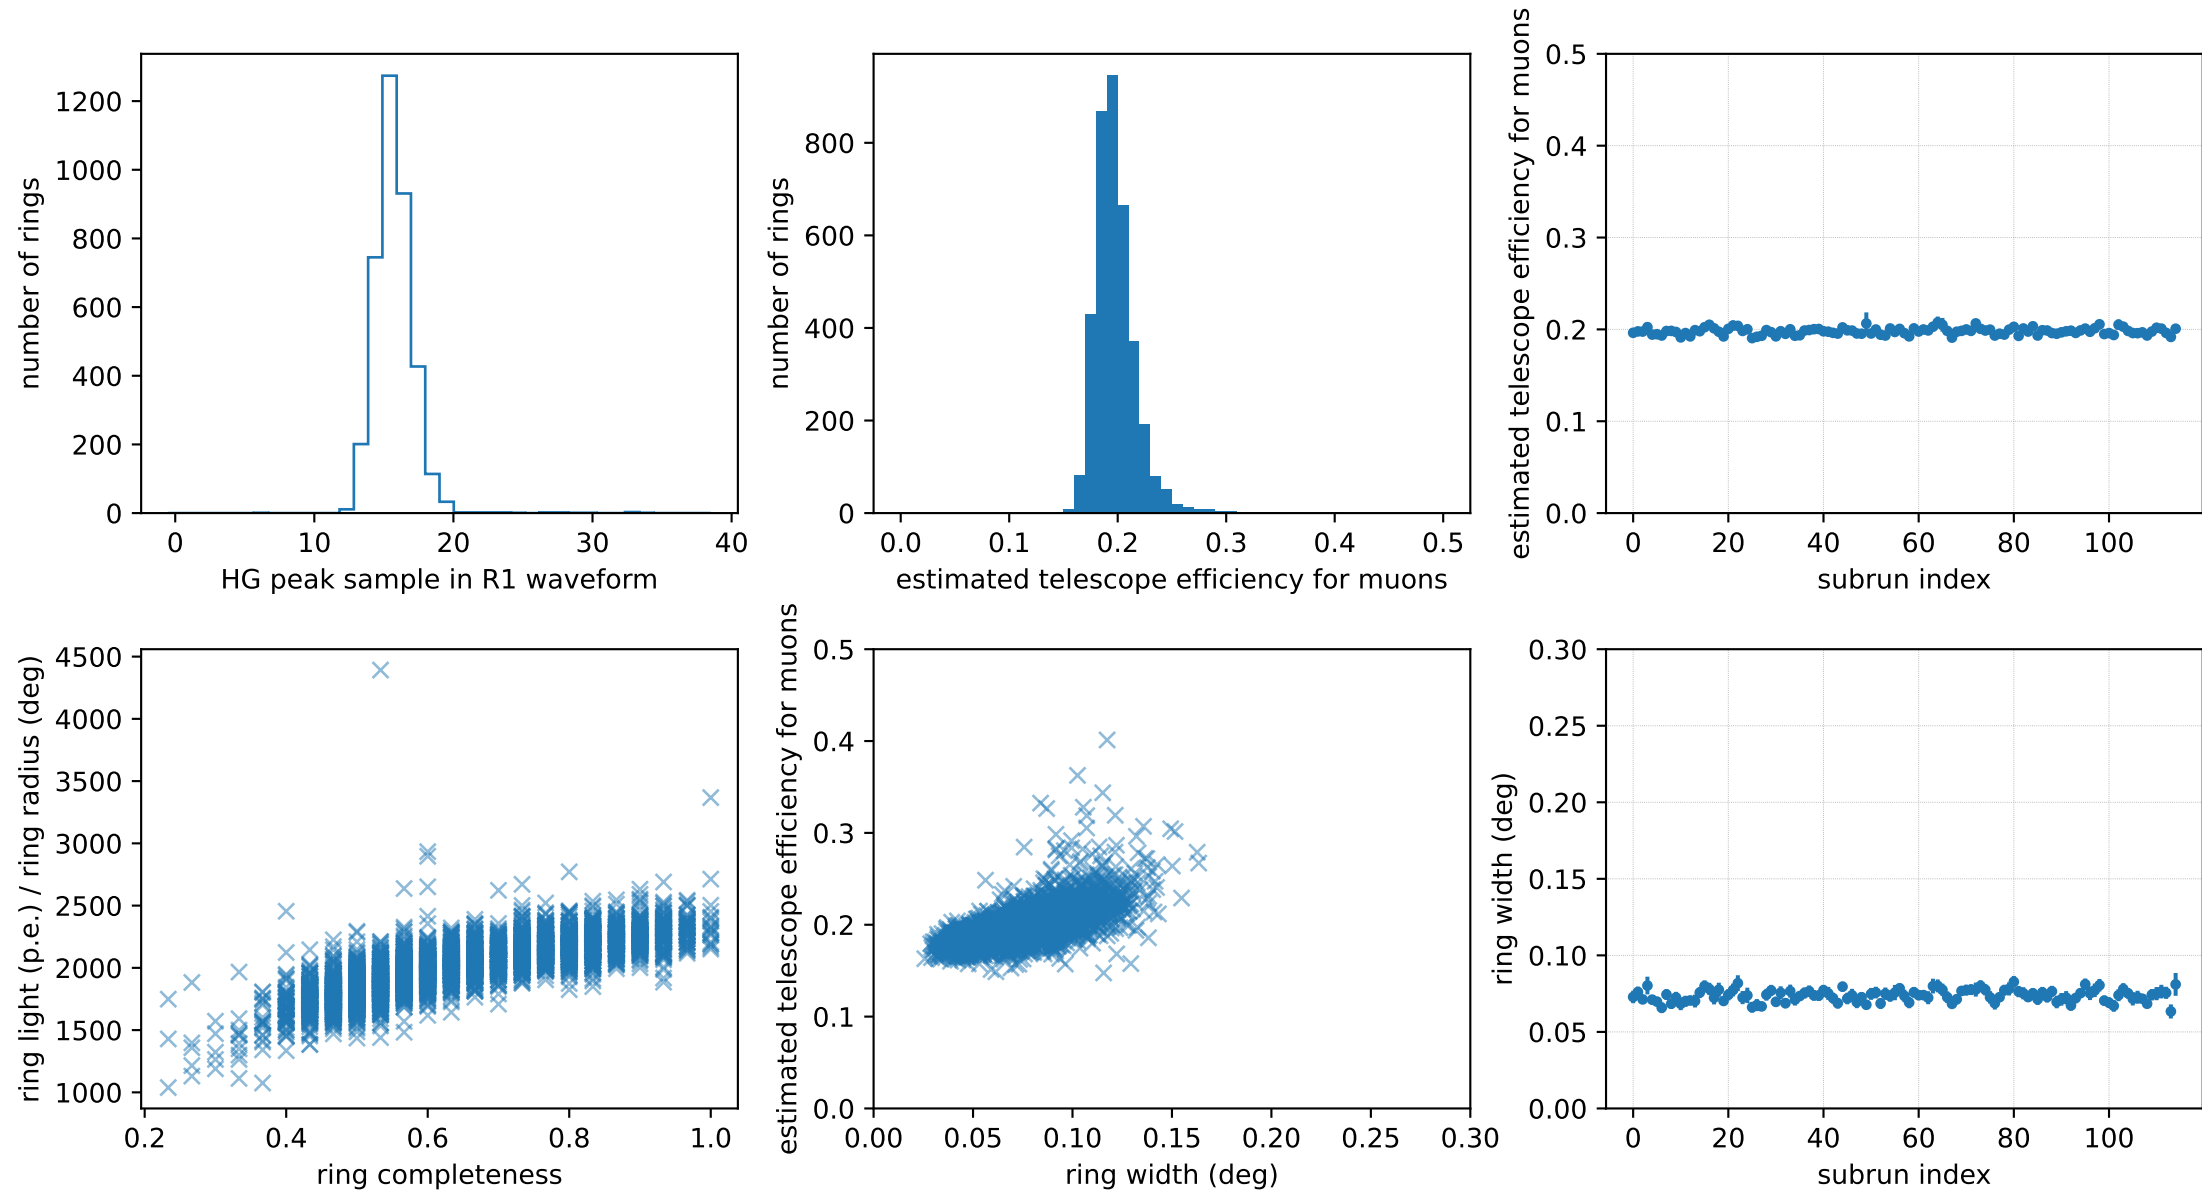 number of rings
1200
1000
800
600
400
200
0
0 10 20 30 40
HG peak sample in R1 waveform
number of rings
800
600
400
200
0
0.0 0.1 0.2 0.3 0.4 0.5
estimated telescope efficiency for muons
estimated telescope efficiency for muons
0.5
0.4
0.3
0.2
0.1
0.0
0 20 40 60 80 100
subrun index
ring light (p.e.) / ring radius (deg)
4500
4000
3500
3000
2500
2000
1500
1000
0.2 0.4 0.6 0.8 1.0
ring completeness
estimated telescope efficiency for muons
0.5
0.4
0.3
0.2
0.1
0.0
0.00 0.05 0.10 0.15 0.20 0.25 0.30
ring width (deg)
ring width (deg)
0.30
0.25
0.20
0.15
0.10
0.05
0.00
0 20 40 60 80 100
subrun index